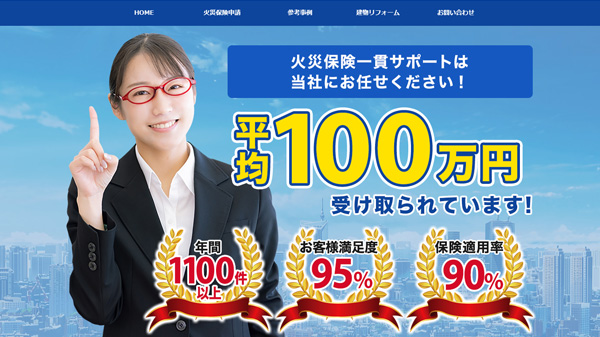 HOME 火災保険申請 参考事例 建物リフォーム お問い合わせ
火災保険一貫サポートは
当社にお任せください！
平均100万円
受け取られています!
年間
1100件
以上
お客様満足度
95%
保険適用率
90%